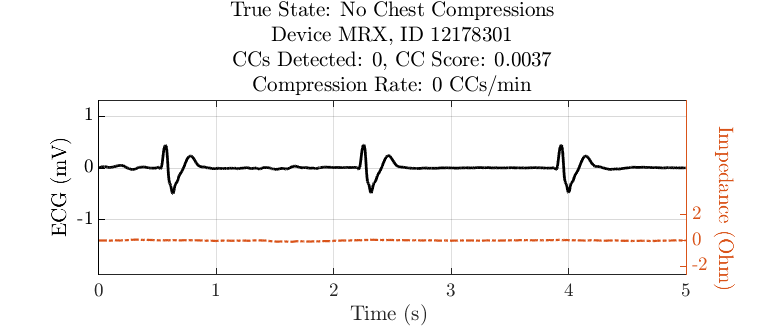 True State: No Chest Compressions
Device MRX, ID 12178301
CCs Detected: 0, CC Score: 0.0037
Compression Rate: 0 CCs/min
1
0
-1
ECG (mV)
2
0
-2
Impedance (Ohm)
0 1 2 3 4 5
Time (s)